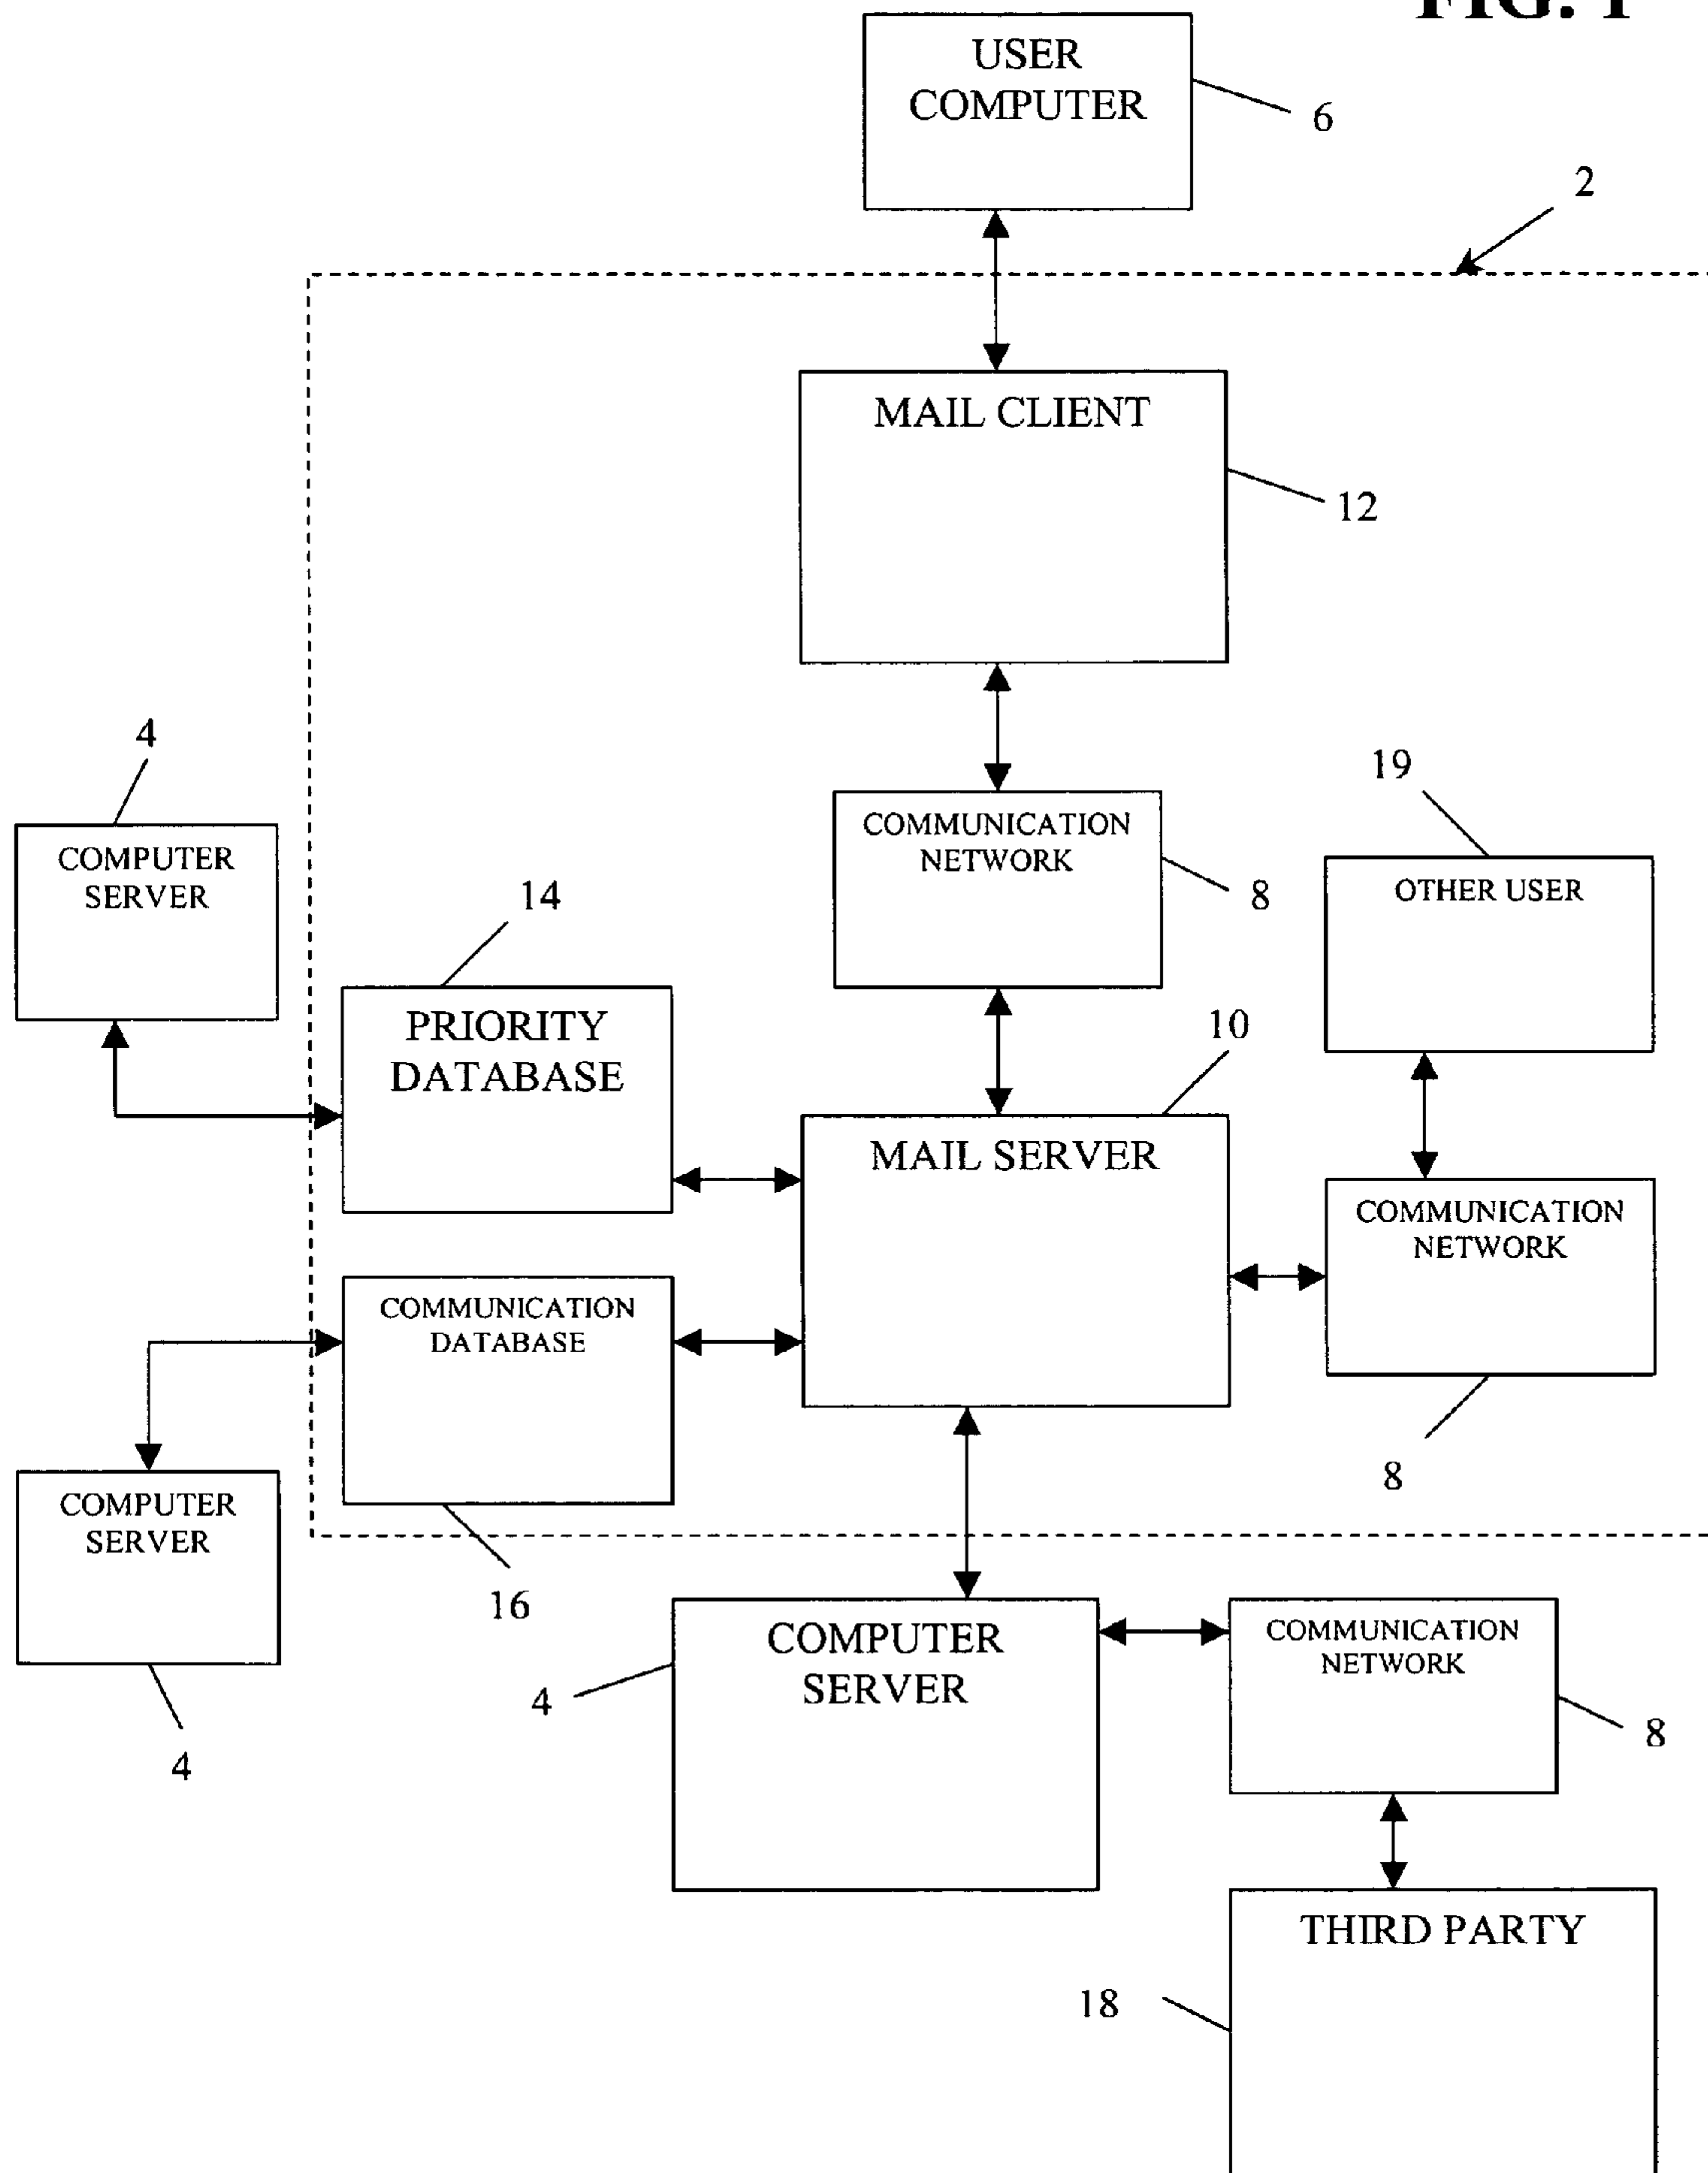 FIG. 1
USER
COMPUTER
6
2
MAIL CLIENT
12
4
COMPUTER
SERVER
COMMUNICATION
NETWORK
8
19
OTHER USER
14
PRIORITY
DATABASE
10
MAIL SERVER
COMMUNICATION
NETWORK
8
COMMUNICATION
DATABASE
16
COMPUTER
SERVER
4
COMPUTER
SERVER
4
COMMUNICATION
NETWORK
8
THIRD PARTY
18